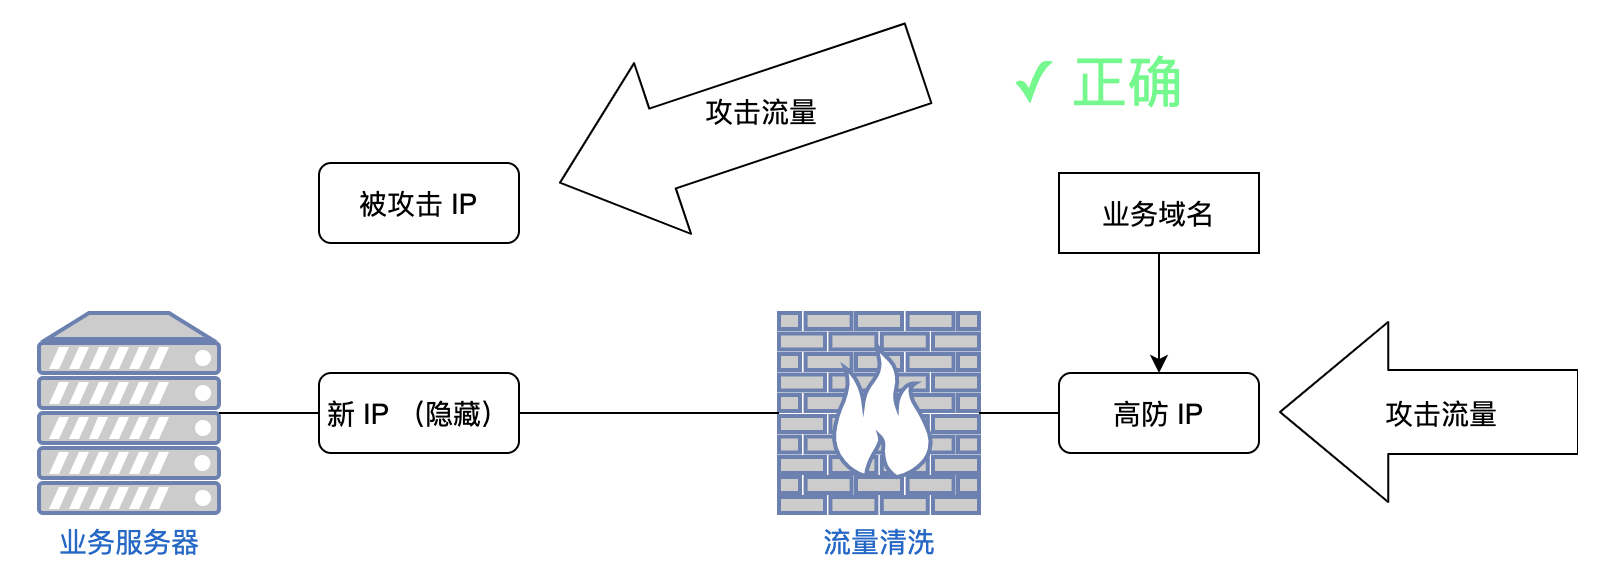 ✓ 正确
攻击流量
被攻击 IP
业务域名
新 IP （隐藏）
高防 IP
攻击流量
业务服务器
流量清洗